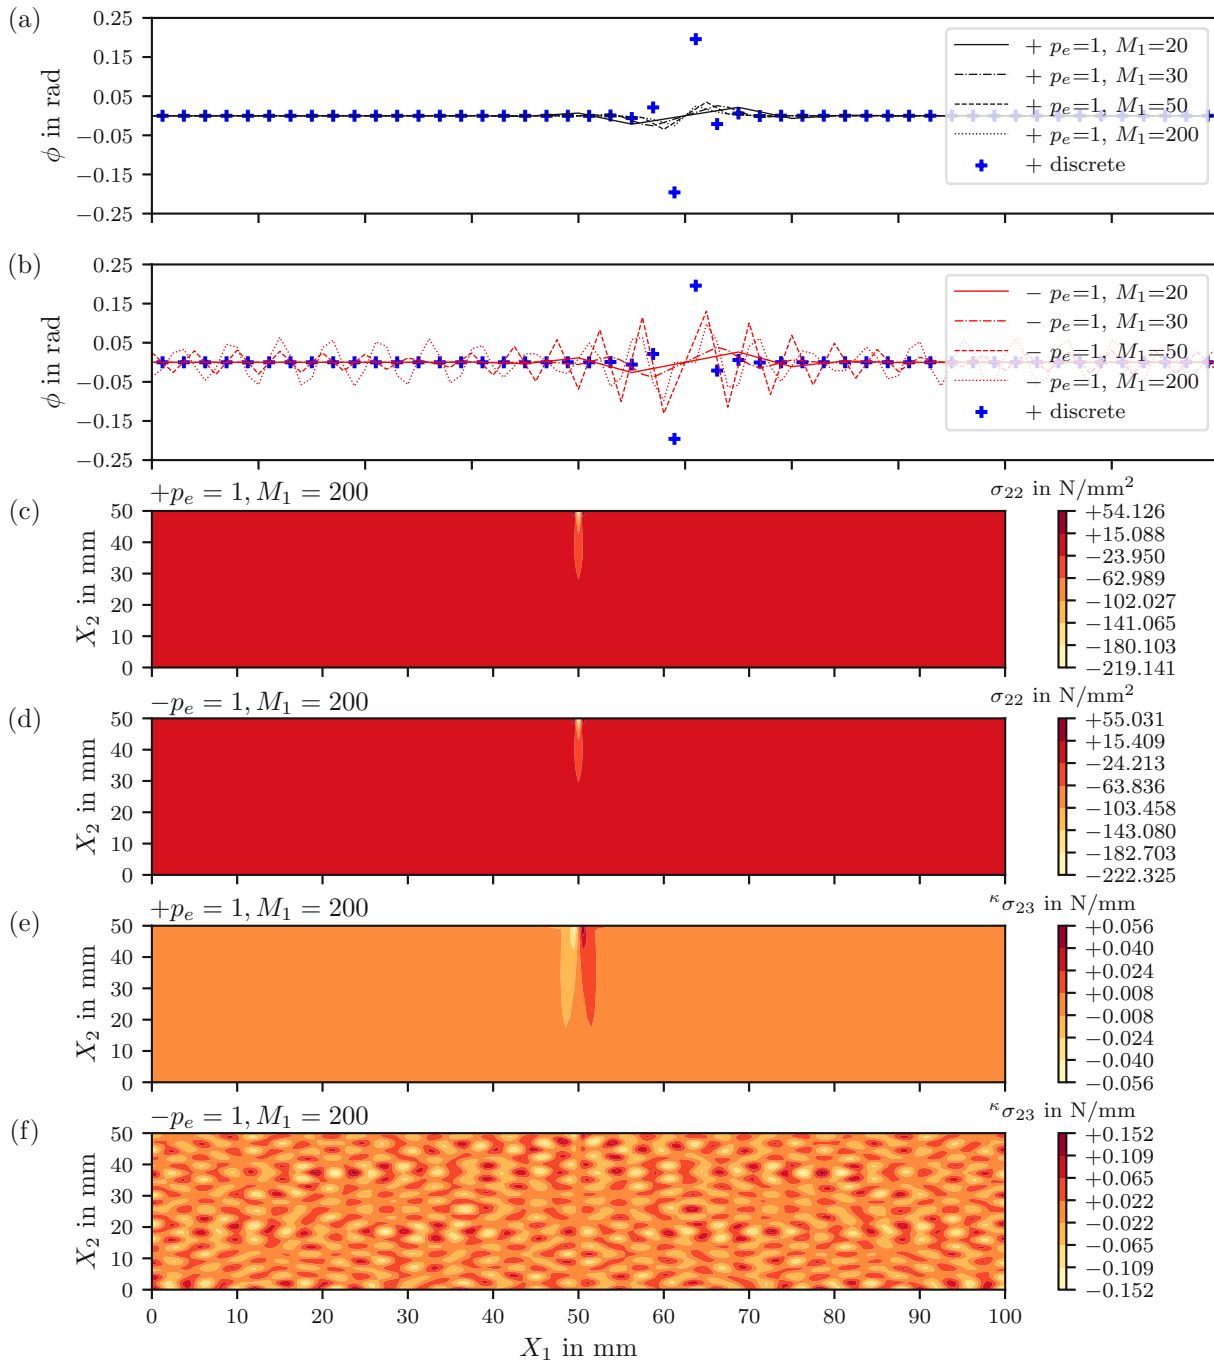 (a)
0.25
0.15
0.05
−0.05
−0.15
−0.25
ϕ in rad
+ pₑ=1, M₁=20
+ pₑ=1, M₁=30
+ pₑ=1, M₁=50
+ pₑ=1, M₁=200
+ discrete
(b)
0.25
0.15
0.05
−0.05
−0.15
−0.25
ϕ in rad
− pₑ=1, M₁=20
− pₑ=1, M₁=30
− pₑ=1, M₁=50
− pₑ=1, M₁=200
+ discrete
(c)
+pₑ = 1, M₁ = 200
50
40
30
20
10
0
X₂ in mm
σ₂₂ in N/mm²
+54.126
+15.088
−23.950
−62.989
−102.027
−141.065
−180.103
−219.141
(d)
−pₑ = 1, M₁ = 200
50
40
30
20
10
0
X₂ in mm
σ₂₂ in N/mm²
+55.031
+15.409
−24.213
−63.836
−103.458
−143.080
−182.703
−222.325
(e)
+pₑ = 1, M₁ = 200
50
40
30
20
10
0
X₂ in mm
κσ₂₃ in N/mm
+0.056
+0.040
+0.024
+0.008
−0.008
−0.024
−0.040
−0.056
(f)
−pₑ = 1, M₁ = 200
50
40
30
20
10
0
X₂ in mm
κσ₂₃ in N/mm
+0.152
+0.109
+0.065
+0.022
−0.022
−0.065
−0.109
−0.152
0 10 20 30 40 50 60 70 80 90 100
X₁ in mm